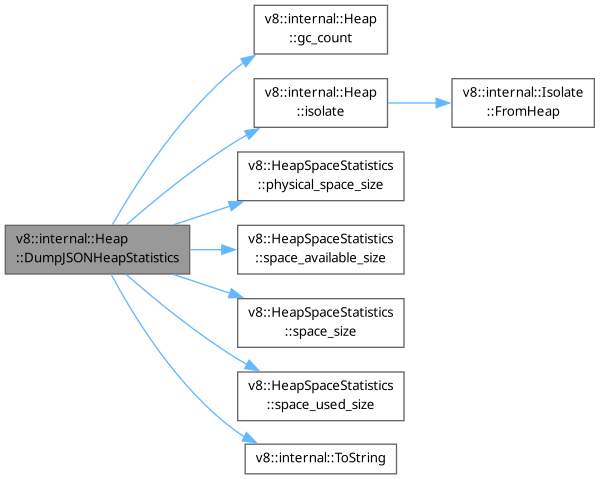 v8::internal::Heap
::gc_count
v8::internal::Heap
::isolate
v8::internal::Isolate
::FromHeap
v8::HeapSpaceStatistics
::physical_space_size
v8::internal::Heap
::DumpJSONHeapStatistics
v8::HeapSpaceStatistics
::space_available_size
v8::HeapSpaceStatistics
::space_size
v8::HeapSpaceStatistics
::space_used_size
v8::internal::ToString